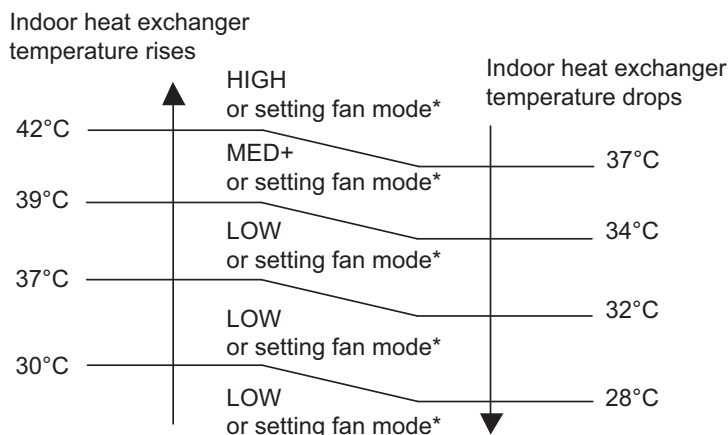 Indoor heat exchanger
temperature rises
Indoor heat exchanger
temperature drops
HIGH
or setting fan mode*
42°C
37°C
MED+
or setting fan mode*
39°C
34°C
LOW
or setting fan mode*
37°C
32°C
LOW
or setting fan mode*
30°C
28°C
LOW
or setting fan mode*